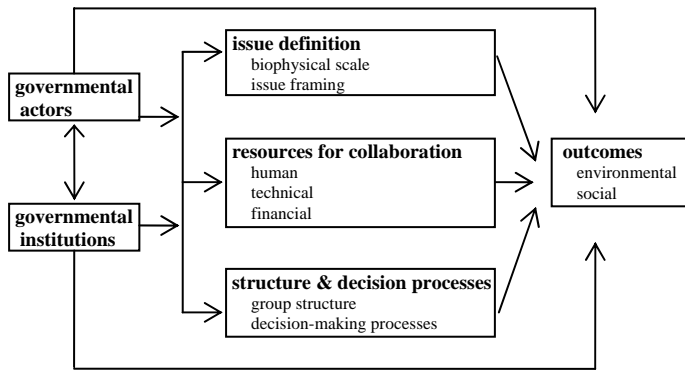 governmental
actors
governmental
institutions
issue definition
biophysical scale
issue framing
resources for collaboration
human
technical
financial
structure & decision processes
group structure
decision-making processes
outcomes
environmental
social